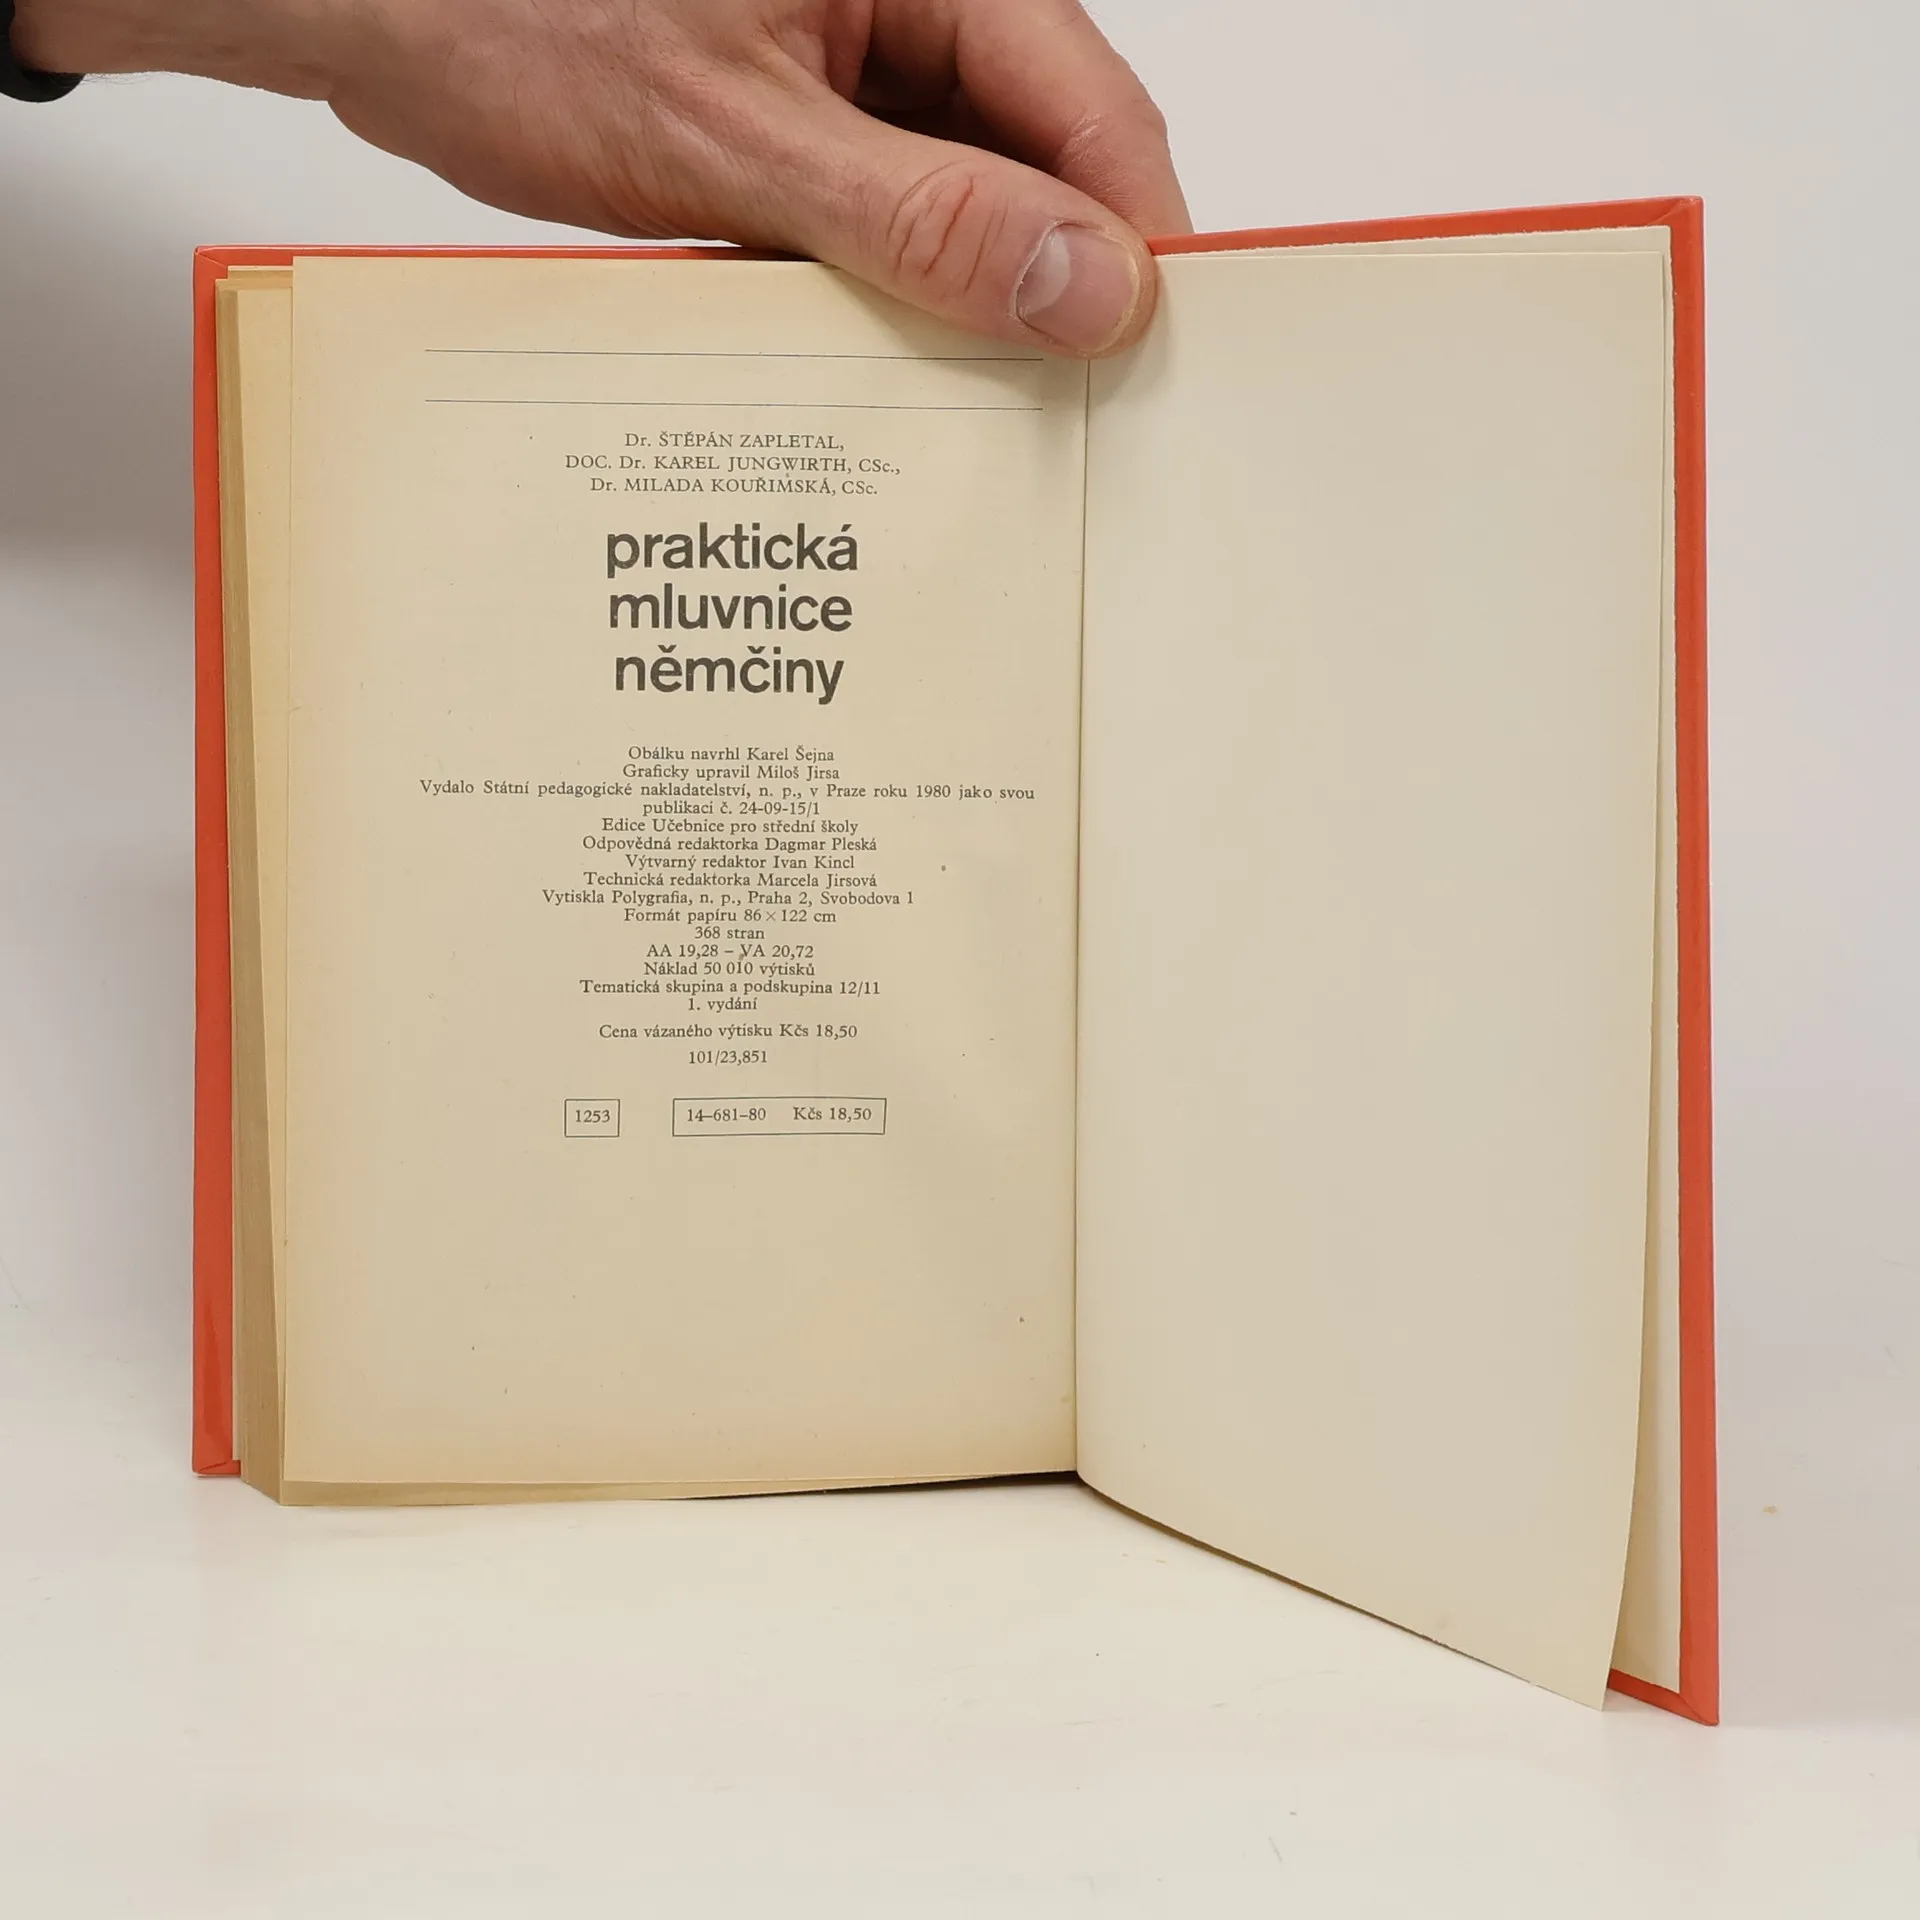 Dr. ŠTĚPÁN ZAPLETAL,
DOC. Dr. KAREL JUNGWIRTH, CSc.,
Dr. MILADA KOUŘIMSKÁ, CSc.
praktická
mluvnice
němčiny
Obálku navrhl Karel Šejna
Graficky upravil Miloš Jirsa
Vydalo Státní pedagogické nakladatelství, n. p., v Praze roku 1980 jako svou
publikaci č. 24-09-15/1
Edice Učebnice pro střední školy
Odpovědná redaktorka Dagmar Pleská
Výtvarný redaktor Ivan Kincl
Technická redaktorka Marcela Jirsová
Vytiskla Polygrafia, n. p., Praha 2, Svobodova 1
Formát papíru 86 × 122 cm
368 stran
AA 19,28 – VA 20,72
Náklad 50 010 výtisků
Tematická skupina a podskupina 12/11
1. vydání
Cena vázaného výtisku Kčs 18,50
101/23,851
1253 14–681–80 Kčs 18,50